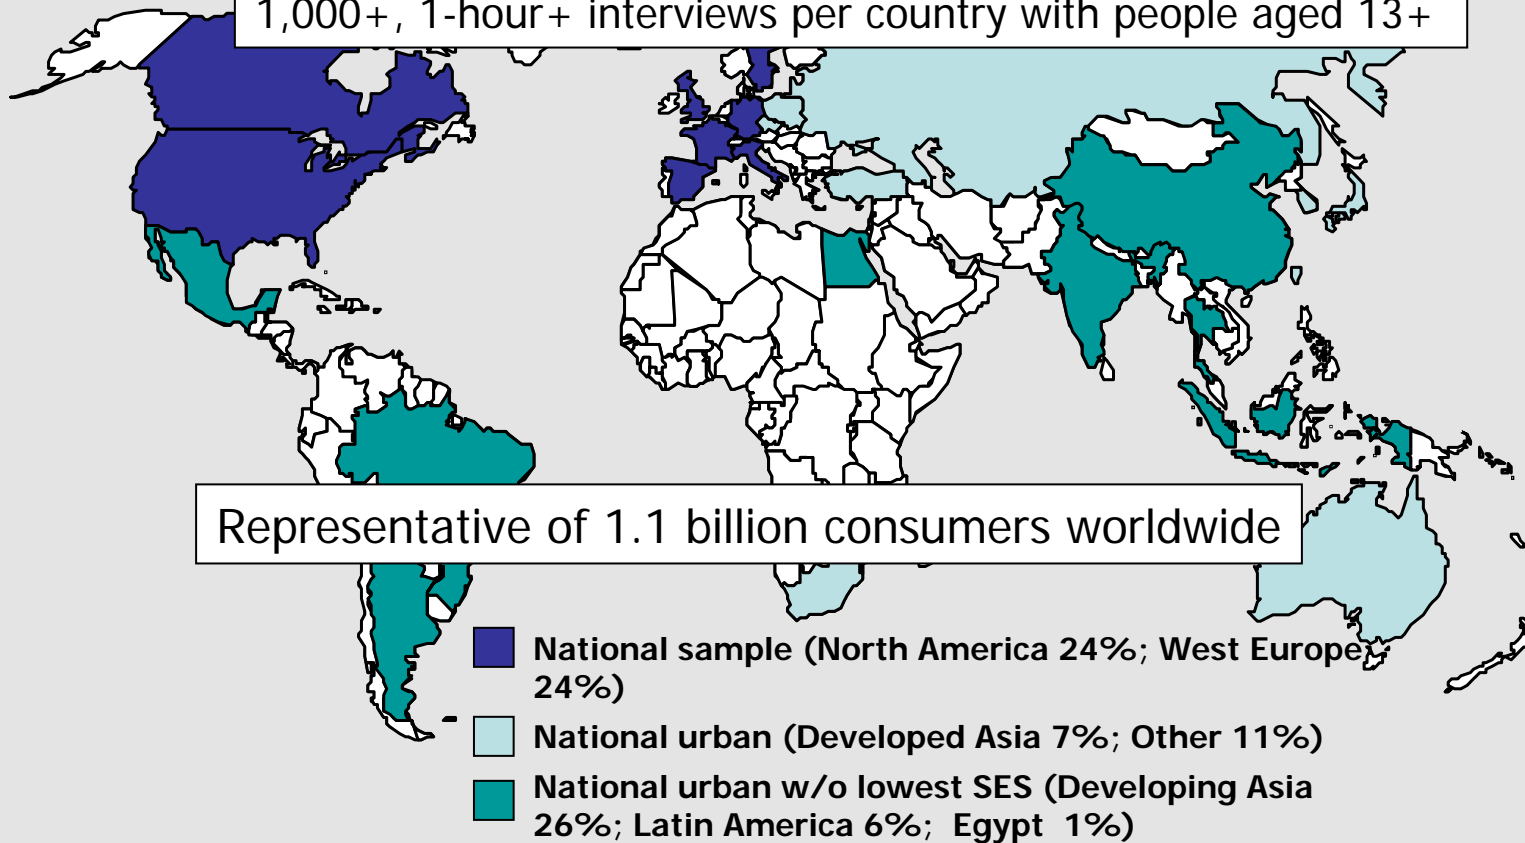 1,000+, 1-hour+ interviews per country with people aged 13+
Representative of 1.1 billion consumers worldwide
National sample (North America 24%; West Europe
24%)
National urban (Developed Asia 7%; Other 11%)
National urban w/o lowest SES (Developing Asia
26%; Latin America 6%; Egypt 1%)